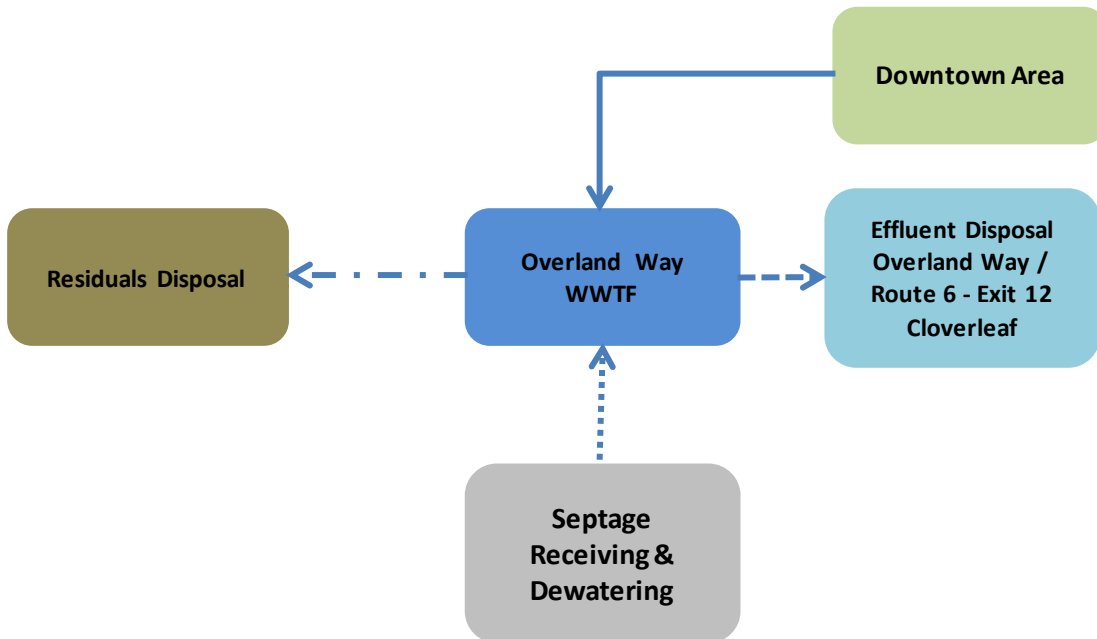 Downtown Area
Residuals Disposal
Overland Way
WWTF
Effluent Disposal
Overland Way /
Route 6 - Exit 12
Cloverleaf
Septage
Receiving &
Dewatering